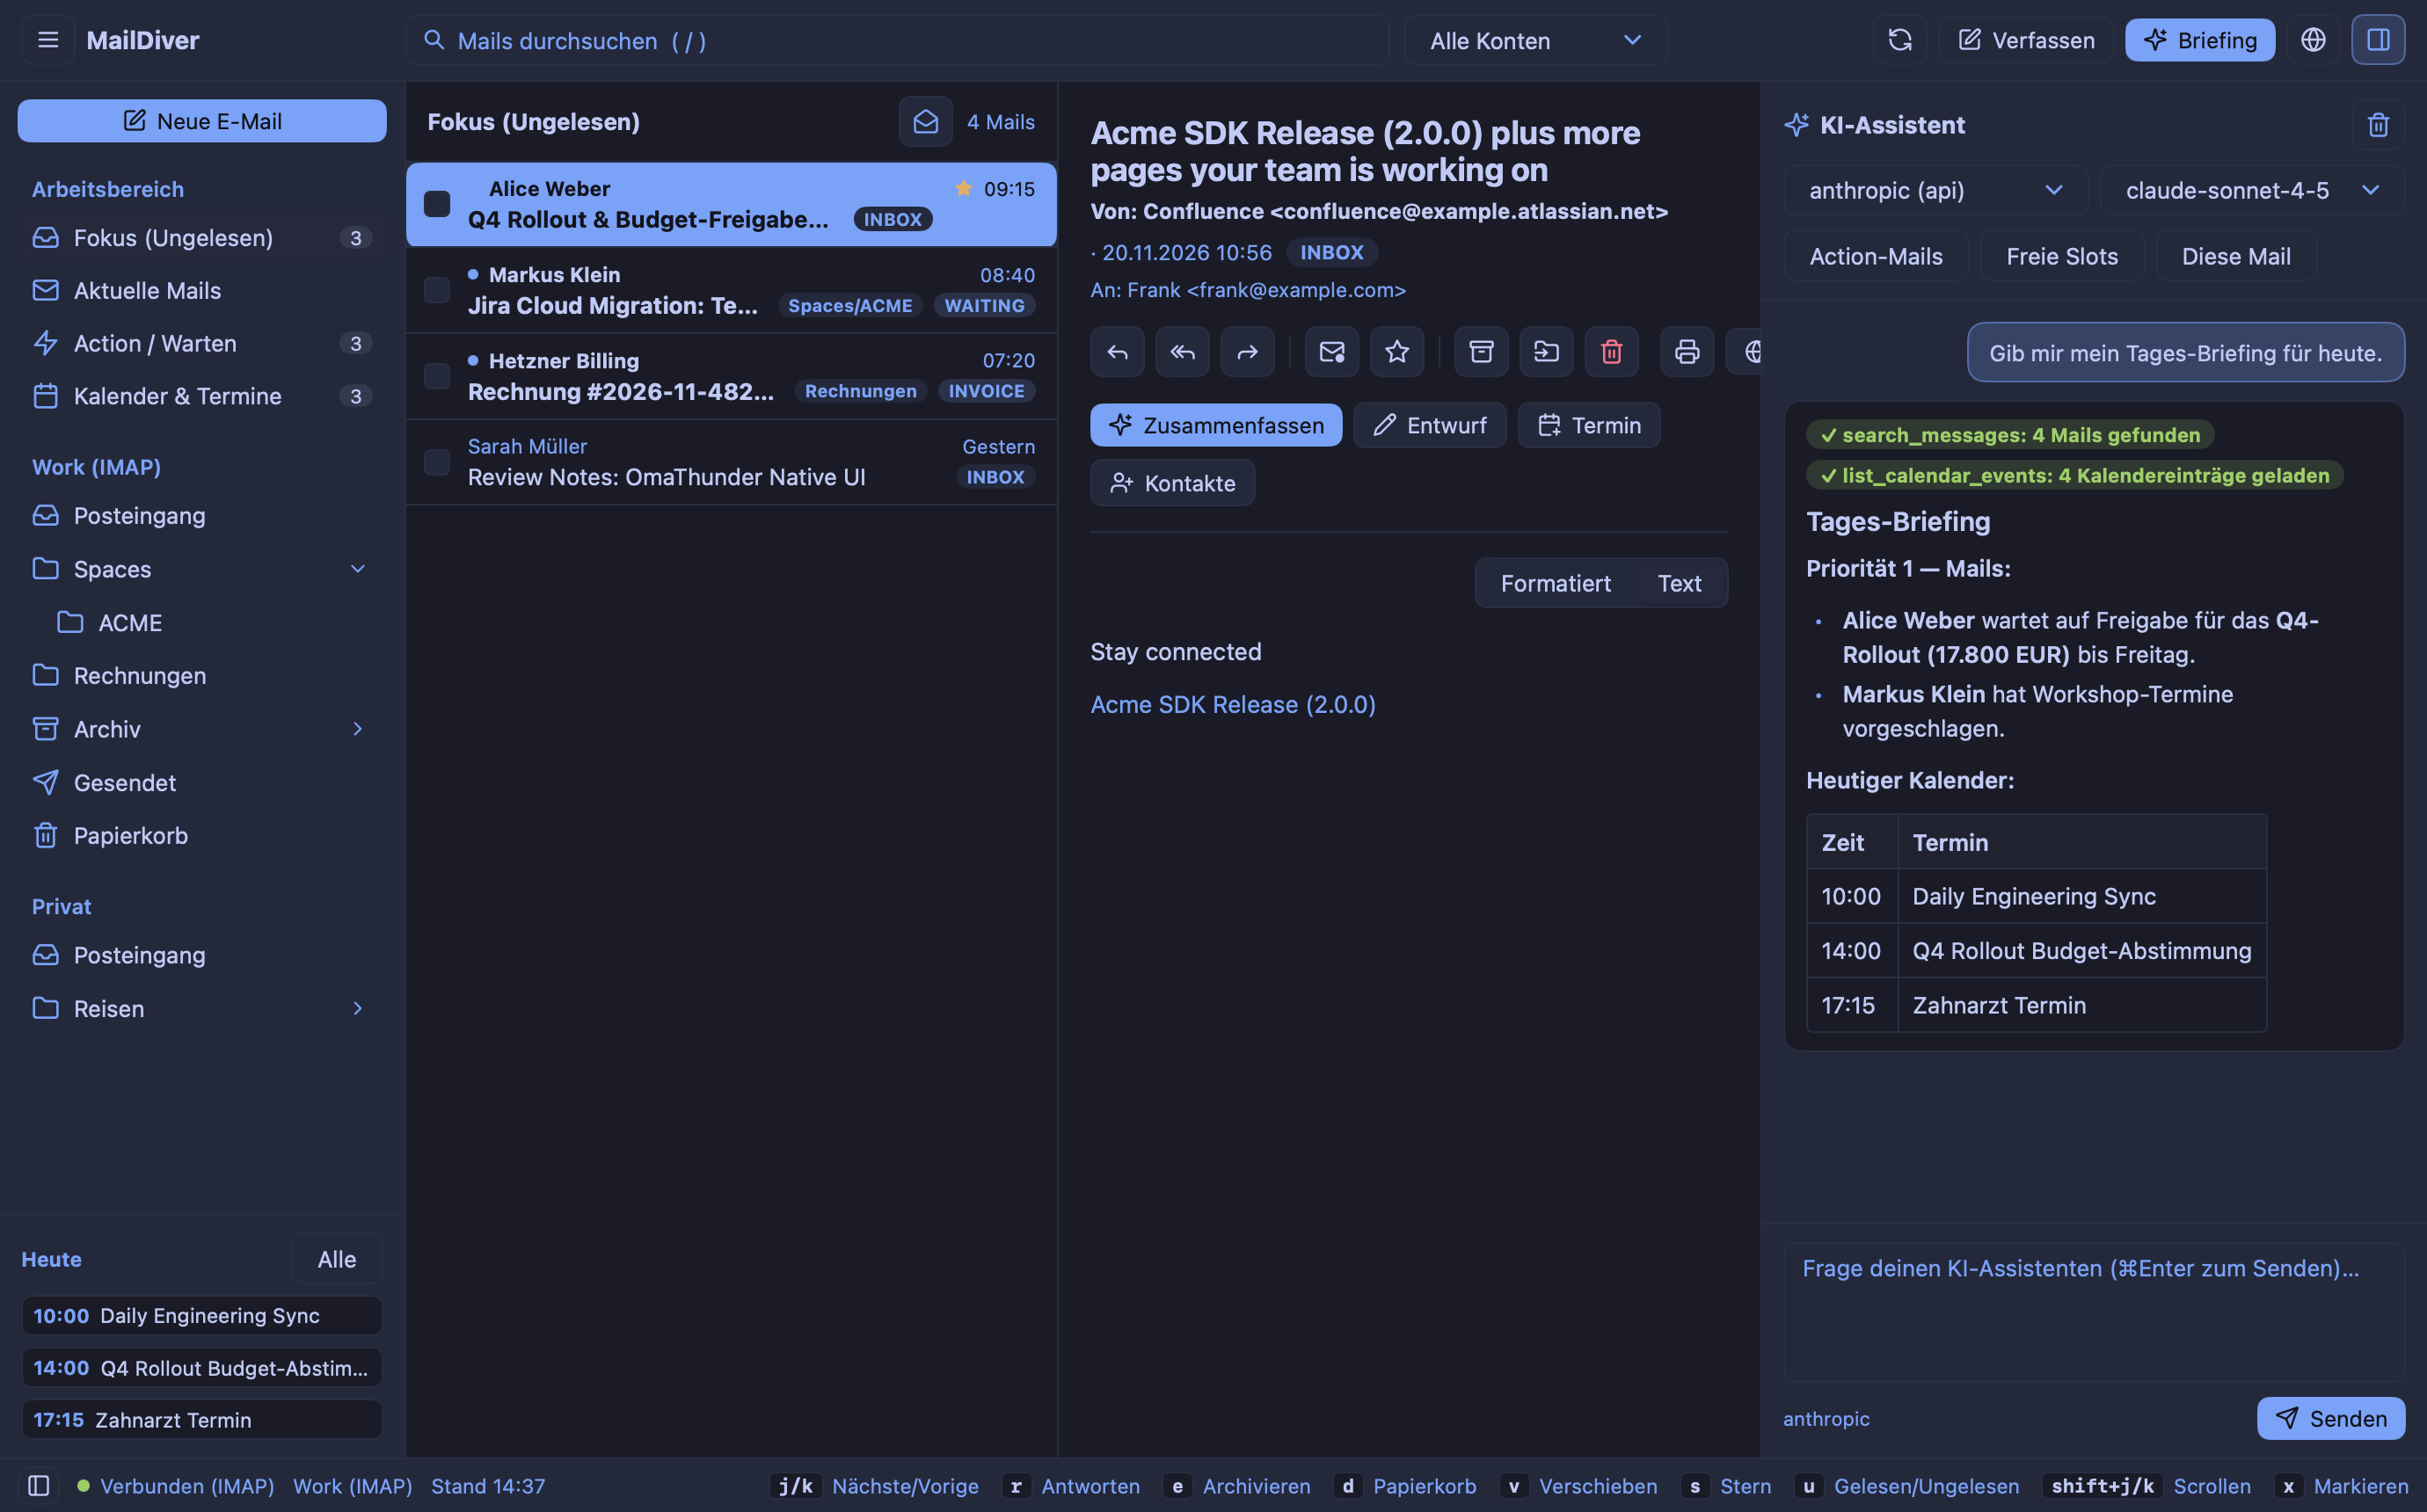 MailDiver
Mails durchsuchen ( / )
Alle Konten
Verfassen
Briefing
Neue E-Mail
Arbeitsbereich
Fokus (Ungelesen) 3
Aktuelle Mails
Action / Warten 3
Kalender & Termine 3
Work (IMAP)
Posteingang
Spaces
ACME
Rechnungen
Archiv
Gesendet
Papierkorb
Privat
Posteingang
Reisen
Heute
Alle
10:00 Daily Engineering Sync
14:00 Q4 Rollout Budget-Abstim...
17:15 Zahnarzt Termin
Fokus (Ungelesen)
4 Mails
Alice Weber 09:15
Q4 Rollout & Budget-Freigabe... INBOX
Markus Klein 08:40
Jira Cloud Migration: Te... Spaces/ACME WAITING
Hetzner Billing 07:20
Rechnung #2026-11-482... Rechnungen INVOICE
Sarah Müller Gestern
Review Notes: OmaThunder Native UI INBOX
Acme SDK Release (2.0.0) plus more
pages your team is working on
Von: Confluence <confluence@example.atlassian.net>
· 20.11.2026 10:56 INBOX
An: Frank <frank@example.com>
Zusammenfassen
Entwurf
Termin
Kontakte
Formatiert
Text
Stay connected
Acme SDK Release (2.0.0)
KI-Assistent
anthropic (api)
claude-sonnet-4-5
Action-Mails
Freie Slots
Diese Mail
Gib mir mein Tages-Briefing für heute.
✓ search_messages: 4 Mails gefunden
✓ list_calendar_events: 4 Kalendereinträge geladen
Tages-Briefing
Priorität 1 — Mails:
• Alice Weber wartet auf Freigabe für das Q4-
Rollout (17.800 EUR) bis Freitag.
• Markus Klein hat Workshop-Termine
vorgeschlagen.
Heutiger Kalender:
Zeit Termin
10:00 Daily Engineering Sync
14:00 Q4 Rollout Budget-Abstimmung
17:15 Zahnarzt Termin
Frage deinen KI-Assistenten (⌘Enter zum Senden)...
anthropic
Senden
Verbunden (IMAP) Work (IMAP) Stand 14:37
j/k Nächste/Vorige r Antworten e Archivieren d Papierkorb v Verschieben s Stern u Gelesen/Ungelesen shift+j/k Scrollen x Markieren